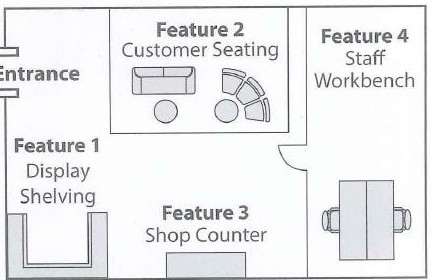 Feature 2
Customer Seating
Feature 4
Staff
Workbench
Entrance
Feature 1
Display
Shelving
Feature 3
Shop Counter